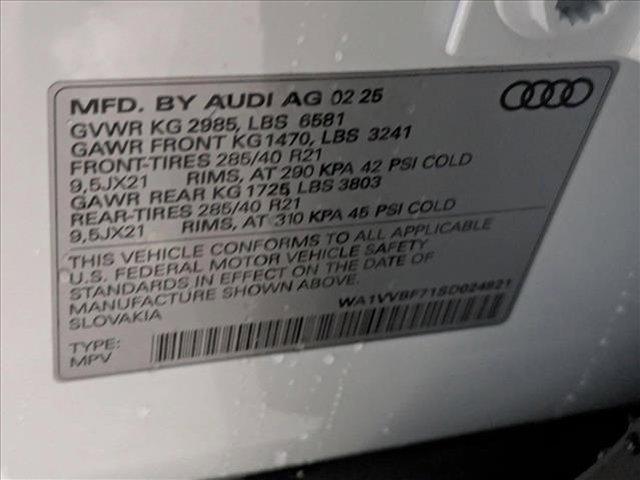 MFD. BY AUDI AG 02 25
GVWR KG 2985, LBS 6581
GAWR FRONT KG1470, LBS 3241
FRONT-TIRES 285/40 R21
9,5JX21 RIMS, AT 290 KPA 42 PSI COLD
GAWR REAR KG 1725 LBS 3803
REAR-TIRES 285/40 R21
9,5JX21 RIMS, AT 310 KPA 45 PSI COLD
THIS VEHICLE CONFORMS TO ALL APPLICABLE
U.S. FEDERAL MOTOR VEHICLE SAFETY
STANDARDS IN EFFECT ON THE DATE OF
MANUFACTURE SHOWN ABOVE.
SLOVAKIA
WA1VVBF71SD024821
TYPE:
MPV